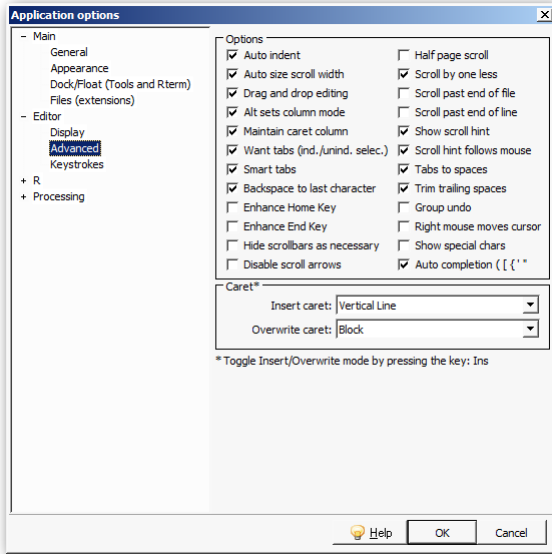 Application options
− Main
General
Appearance
Dock/Float (Tools and Rterm)
Files (extensions)
− Editor
Display
Advanced
Keystrokes
+ R
+ Processing
Options
Auto indent
Auto size scroll width
Drag and drop editing
Alt sets column mode
Maintain caret column
Want tabs (ind./unind. selec.)
Smart tabs
Backspace to last character
Enhance Home Key
Enhance End Key
Hide scrollbars as necessary
Disable scroll arrows
Half page scroll
Scroll by one less
Scroll past end of file
Scroll past end of line
Show scroll hint
Scroll hint follows mouse
Tabs to spaces
Trim trailing spaces
Group undo
Right mouse moves cursor
Show special chars
Auto completion ( [ { ' "
Caret*
Insert caret: Vertical Line
Overwrite caret: Block
* Toggle Insert/Overwrite mode by pressing the key: Ins
Help
OK
Cancel